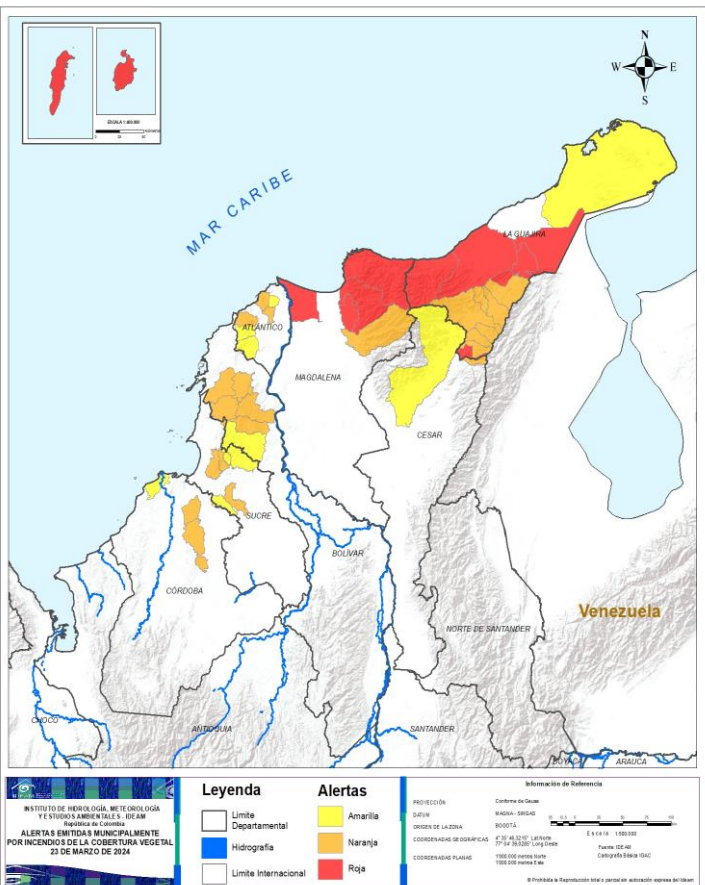 ESCALA 1:400.000
N
W
E
S
MAR CARIBE
LA GUAJIRA
ATLÁNTICO
MAGDALENA
CESAR
SUCRE
BOLÍVAR
CÓRDOBA
NORTE DE SANTANDER
Venezuela
CHOCÓ
ANTIOQUIA
SANTANDER
BOYACÁ
ARAUCA
INSTITUTO DE HIDROLOGÍA, METEOROLOGÍA
Y ESTUDIOS AMBIENTALES - IDEAM
República de Colombia
ALERTAS EMITIDAS MUNICIPALMENTE
POR INCENDIOS DE LA COBERTURA VEGETAL
23 DE MARZO DE 2024
Leyenda
Limite
Departamental
Hidrografía
Limite Internacional
Alertas
Amarilla
Naranja
Roja
Información de Referencia
PROYECCIÓN
Conforme de Gauss
DATUM
MAGNA - SIRGAS
ORIGEN DE LA ZONA
BOGOTÁ
COORDENADAS GEOGRÁFICAS
COORDENADAS PLANAS
1'000.000 metros Norte
1'000.000 metros Este
Fuente: IDEAM
Cartografía Básica: IGAC
® Prohibida la Reproducción total o parcial sin autorización expresa del Ideam